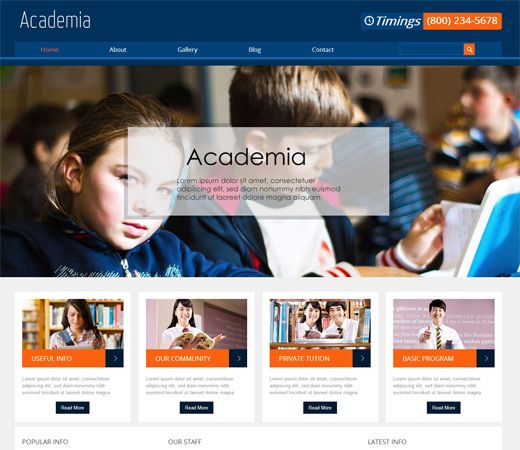 Academia
Timings (800) 234-5678
Home About Gallery Blog Contact
Academia
Lorem ipsum dolor sit amet, consectetuer
adipiscing elit, sed diam nonummy nibh euismod
tincidunt ut laoreet dolore magna aliquam
USEFUL INFO
OUR COMMUNITY
PRIVATE TUTION
BASIC PROGRAM
Lorem ipsum dolor sit amet, consectetuer
adipiscing elit, sed diam nonummy nibh
euismod tincidunt ut laoreet dolore magna
Lorem ipsum dolor sit amet, consectetuer
adipiscing elit, sed diam nonummy nibh
euismod tincidunt ut laoreet dolore magna
Lorem ipsum dolor sit amet, consectetuer
adipiscing elit, sed diam nonummy nibh
euismod tincidunt ut laoreet dolore magna
Lorem ipsum dolor sit amet, consectetuer
adipiscing elit, sed diam nonummy nibh
euismod tincidunt ut laoreet dolore magna
Read More
Read More
Read More
Read More
POPULAR INFO OUR STAFF LATEST INFO